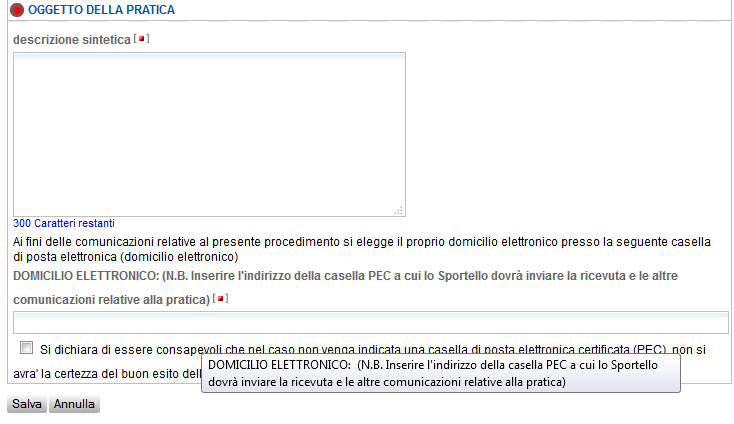 OGGETTO DELLA PRATICA
descrizione sintetica [ ]
300 Caratteri restanti
Ai fini delle comunicazioni relative al presente procedimento si elegge il proprio domicilio elettronico presso la seguente casella
di posta elettronica (domicilio elettronico)
DOMICILIO ELETTRONICO: (N.B. Inserire l'indirizzo della casella PEC a cui lo Sportello dovrà inviare la ricevuta e le altre
comunicazioni relative alla pratica) [ ]
Si dichiara di essere consapevoli che nel caso non venga indicata una casella di posta elettronica certificata (PEC), non si
avra' la certezza del buon esito dell
DOMICILIO ELETTRONICO: (N.B. Inserire l'indirizzo della casella PEC a cui lo Sportello
dovrà inviare la ricevuta e le altre comunicazioni relative alla pratica)
Salva Annulla